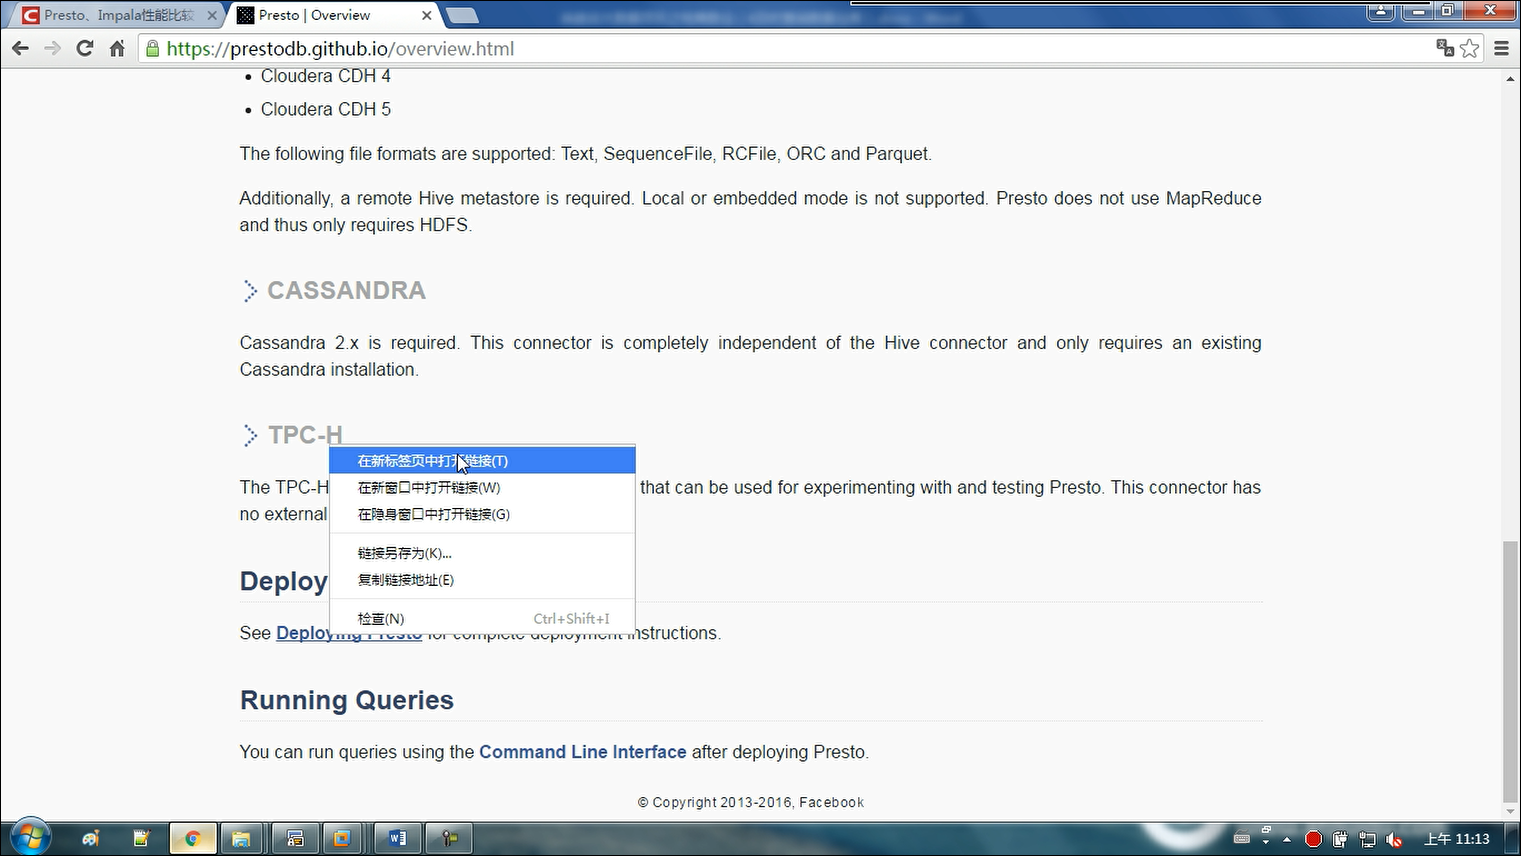 Presto、Impala性能比较
Presto | Overview
https://prestodb.github.io/overview.html
Cloudera CDH 4
Cloudera CDH 5
The following file formats are supported: Text, SequenceFile, RCFile, ORC and Parquet.
Additionally, a remote Hive metastore is required. Local or embedded mode is not supported. Presto does not use MapReduce
and thus only requires HDFS.
CASSANDRA
Cassandra 2.x is required. This connector is completely independent of the Hive connector and only requires an existing
Cassandra installation.
TPC-H
在新标签页中打开链接(T)
The TPC-H
在新窗口中打开链接(W)
that can be used for experimenting with and testing Presto. This connector has
no external
在隐身窗口中打开链接(G)
链接另存为(K)...
Deploy
复制链接地址(E)
检查(N) Ctrl+Shift+I
See Deploying Presto for complete deployment instructions.
Running Queries
You can run queries using the Command Line Interface after deploying Presto.
© Copyright 2013-2016, Facebook
上午 11:13